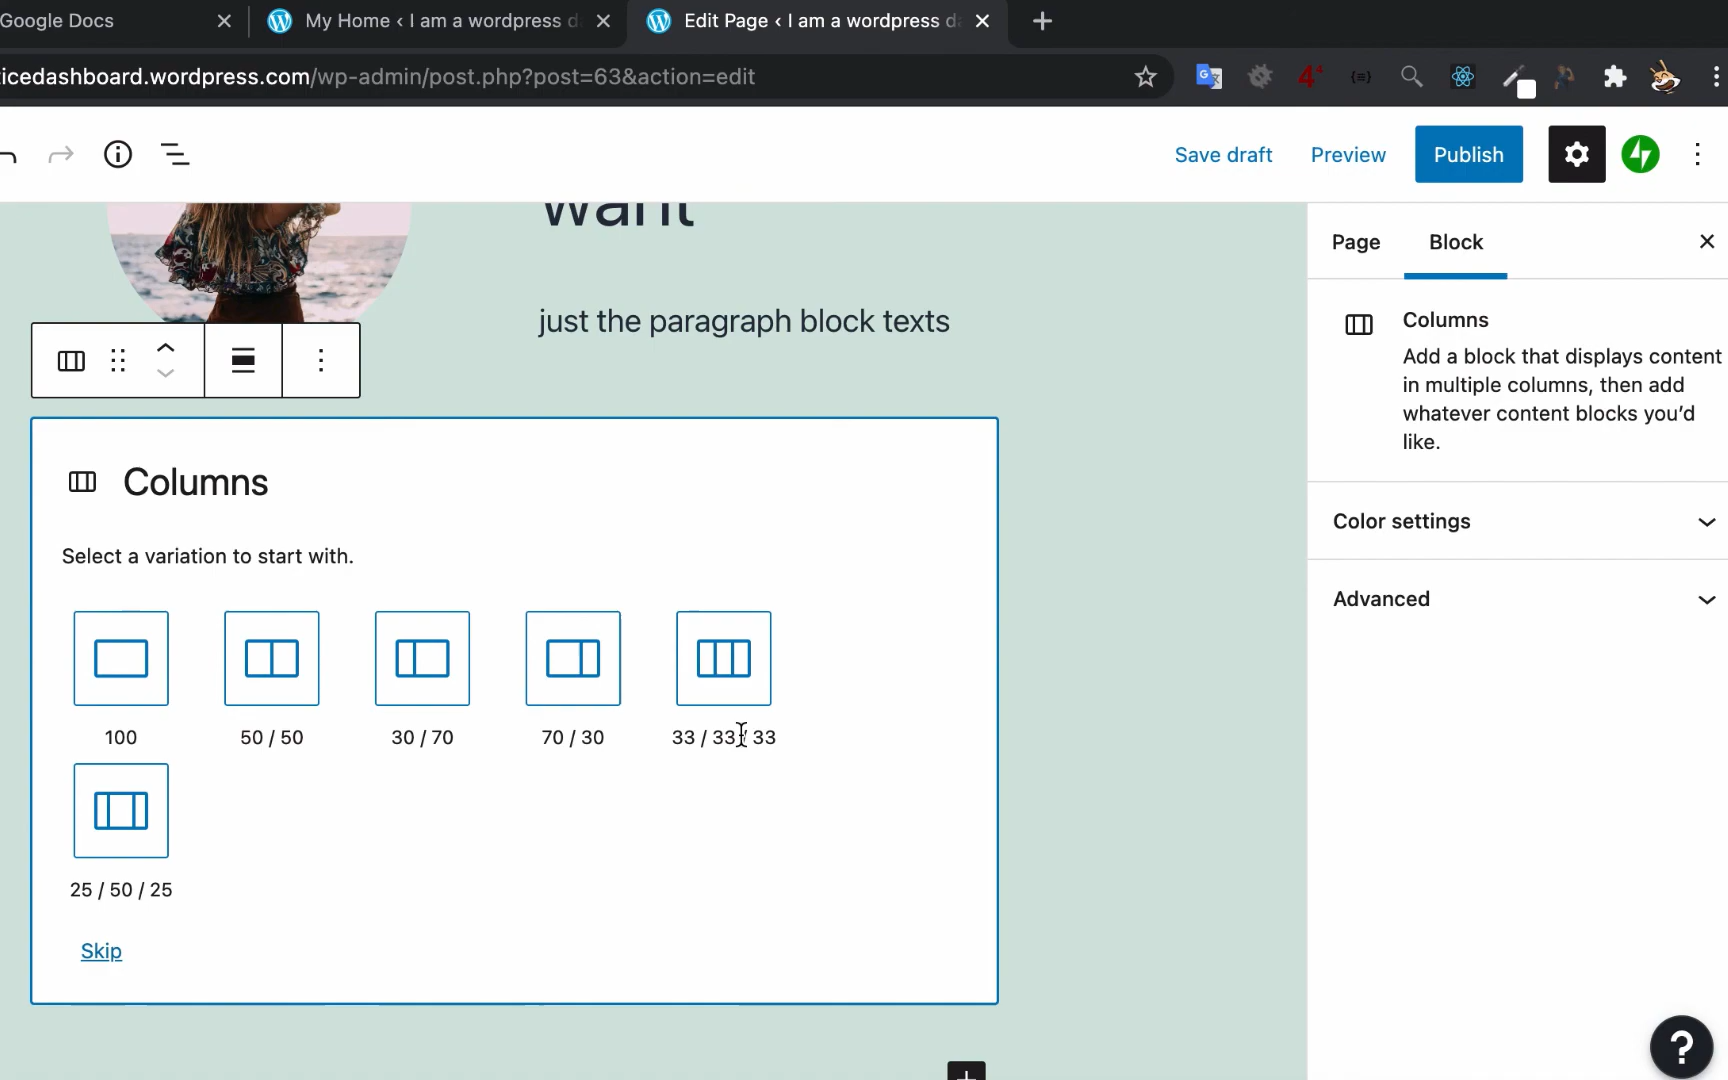 Google Docs
My Home ‹ I am a wordpress d
Edit Page ‹ I am a wordpress da
icedashboard.wordpress.com/wp-admin/post.php?post=63&action=edit
Save draft
Preview
Publish
want
just the paragraph block texts
Page
Block
Columns
Add a block that displays content
in multiple columns, then add
whatever content blocks you'd
like.
Color settings
Advanced
Columns
Select a variation to start with.
100
50 / 50
30 / 70
70 / 30
33 / 33 / 33
25 / 50 / 25
Skip